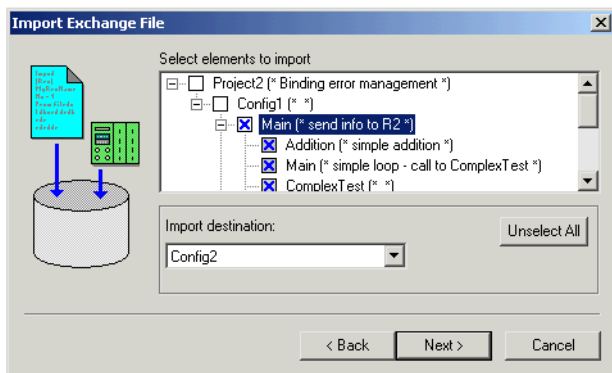 Import Exchange File
Select elements to import
Project2 (* Binding error management *)
Config1 (* *)
Main (* send info to R2 *)
Addition (* simple addition *)
Main (* simple loop - call to ComplexTest *)
ComplexTest (* *)
Import destination:
Unselect All
Config2
< Back
Next >
Cancel